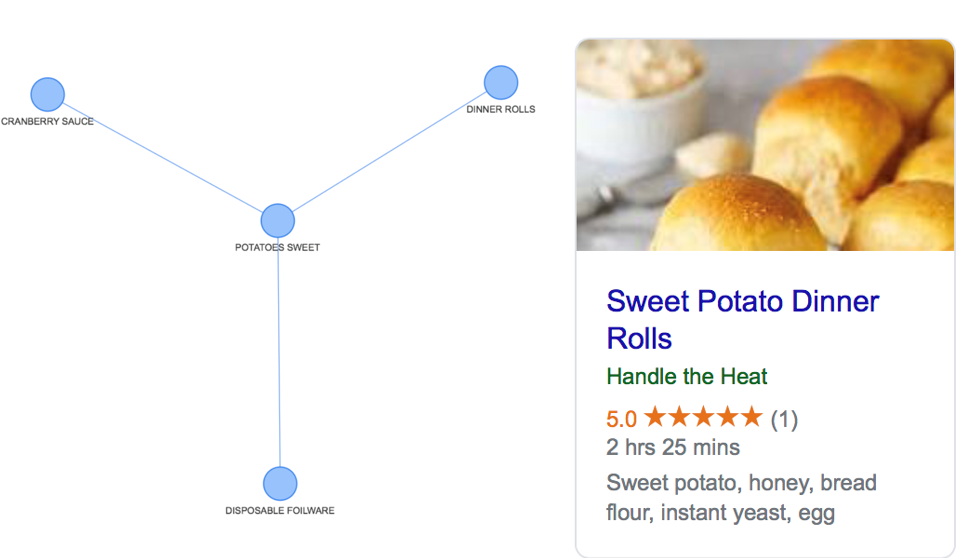 CRANBERRY SAUCE
DINNER ROLLS
POTATOES SWEET
DISPOSABLE FOILWARE
Sweet Potato Dinner
Rolls
Handle the Heat
5.0 ★★★★★ (1)
2 hrs 25 mins
Sweet potato, honey, bread
flour, instant yeast, egg